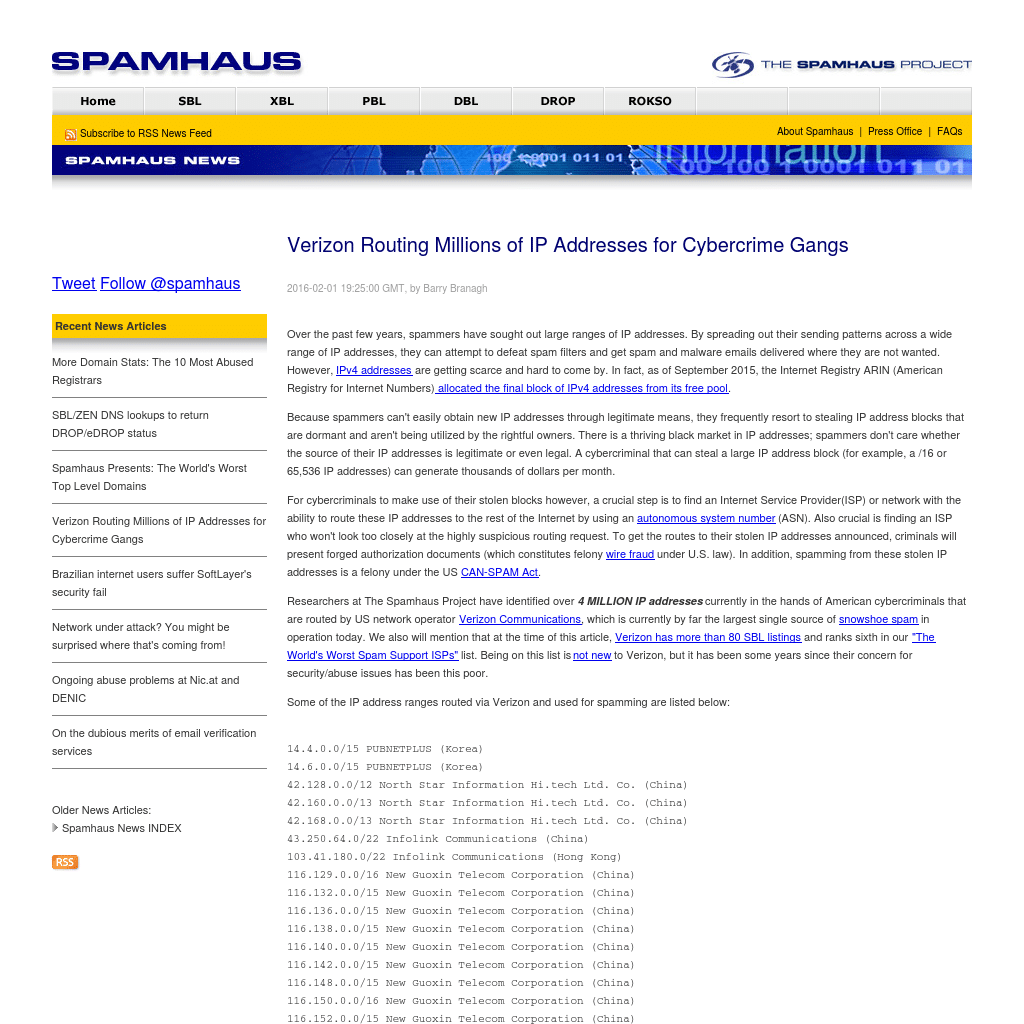 SPAMHAUS
THE SPAMHAUS PROJECT
Home SBL XBL PBL DBL DROP ROKSO
Subscribe to RSS News Feed
About Spamhaus | Press Office | FAQs
SPAMHAUS NEWS
Verizon Routing Millions of IP Addresses for Cybercrime Gangs
2016-02-01 19:25:00 GMT, by Barry Branagh
Tweet Follow @spamhaus
Recent News Articles
More Domain Stats: The 10 Most Abused
Registrars
SBL/ZEN DNS lookups to return
DROP/eDROP status
Spamhaus Presents: The World's Worst
Top Level Domains
Verizon Routing Millions of IP Addresses for
Cybercrime Gangs
Brazilian internet users suffer SoftLayer's
security fail
Network under attack? You might be
surprised where that's coming from!
Ongoing abuse problems at Nic.at and
DENIC
On the dubious merits of email verification
services
Older News Articles:
Spamhaus News INDEX
RSS
Over the past few years, spammers have sought out large ranges of IP addresses. By spreading out their sending patterns across a wide
range of IP addresses, they can attempt to defeat spam filters and get spam and malware emails delivered where they are not wanted.
However, IPv4 addresses are getting scarce and hard to come by. In fact, as of September 2015, the Internet Registry ARIN (American
Registry for Internet Numbers) allocated the final block of IPv4 addresses from its free pool.
Because spammers can't easily obtain new IP addresses through legitimate means, they frequently resort to stealing IP address blocks that
are dormant and aren't being utilized by the rightful owners. There is a thriving black market in IP addresses; spammers don't care whether
the source of their IP addresses is legitimate or even legal. A cybercriminal that can steal a large IP address block (for example, a /16 or
65,536 IP addresses) can generate thousands of dollars per month.
For cybercriminals to make use of their stolen blocks however, a crucial step is to find an Internet Service Provider(ISP) or network with the
ability to route these IP addresses to the rest of the Internet by using an autonomous system number (ASN). Also crucial is finding an ISP
who won't look too closely at the highly suspicious routing request. To get the routes to their stolen IP addresses announced, criminals will
present forged authorization documents (which constitutes felony wire fraud under U.S. law). In addition, spamming from these stolen IP
addresses is a felony under the US CAN-SPAM Act.
Researchers at The Spamhaus Project have identified over 4 MILLION IP addresses currently in the hands of American cybercriminals that
are routed by US network operator Verizon Communications, which is currently by far the largest single source of snowshoe spam in
operation today. We also will mention that at the time of this article, Verizon has more than 80 SBL listings and ranks sixth in our "The
World's Worst Spam Support ISPs" list. Being on this list is not new to Verizon, but it has been some years since their concern for
security/abuse issues has been this poor.
Some of the IP address ranges routed via Verizon and used for spamming are listed below:
14.4.0.0/15 PUBNETPLUS (Korea)
14.6.0.0/15 PUBNETPLUS (Korea)
42.128.0.0/12 North Star Information Hi.tech Ltd. Co. (China)
42.160.0.0/13 North Star Information Hi.tech Ltd. Co. (China)
42.168.0.0/13 North Star Information Hi.tech Ltd. Co. (China)
43.250.64.0/22 Infolink Communications (China)
103.41.180.0/22 Infolink Communications (Hong Kong)
116.129.0.0/16 New Guoxin Telecom Corporation (China)
116.132.0.0/15 New Guoxin Telecom Corporation (China)
116.136.0.0/15 New Guoxin Telecom Corporation (China)
116.138.0.0/15 New Guoxin Telecom Corporation (China)
116.140.0.0/15 New Guoxin Telecom Corporation (China)
116.142.0.0/15 New Guoxin Telecom Corporation (China)
116.148.0.0/15 New Guoxin Telecom Corporation (China)
116.150.0.0/16 New Guoxin Telecom Corporation (China)
116.152.0.0/15 New Guoxin Telecom Corporation (China)